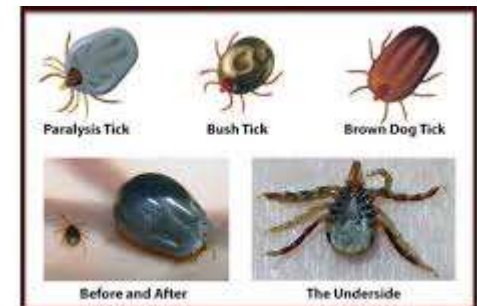 Paralysis Tick
Bush Tick
Brown Dog Tick
Before and After
The Underside